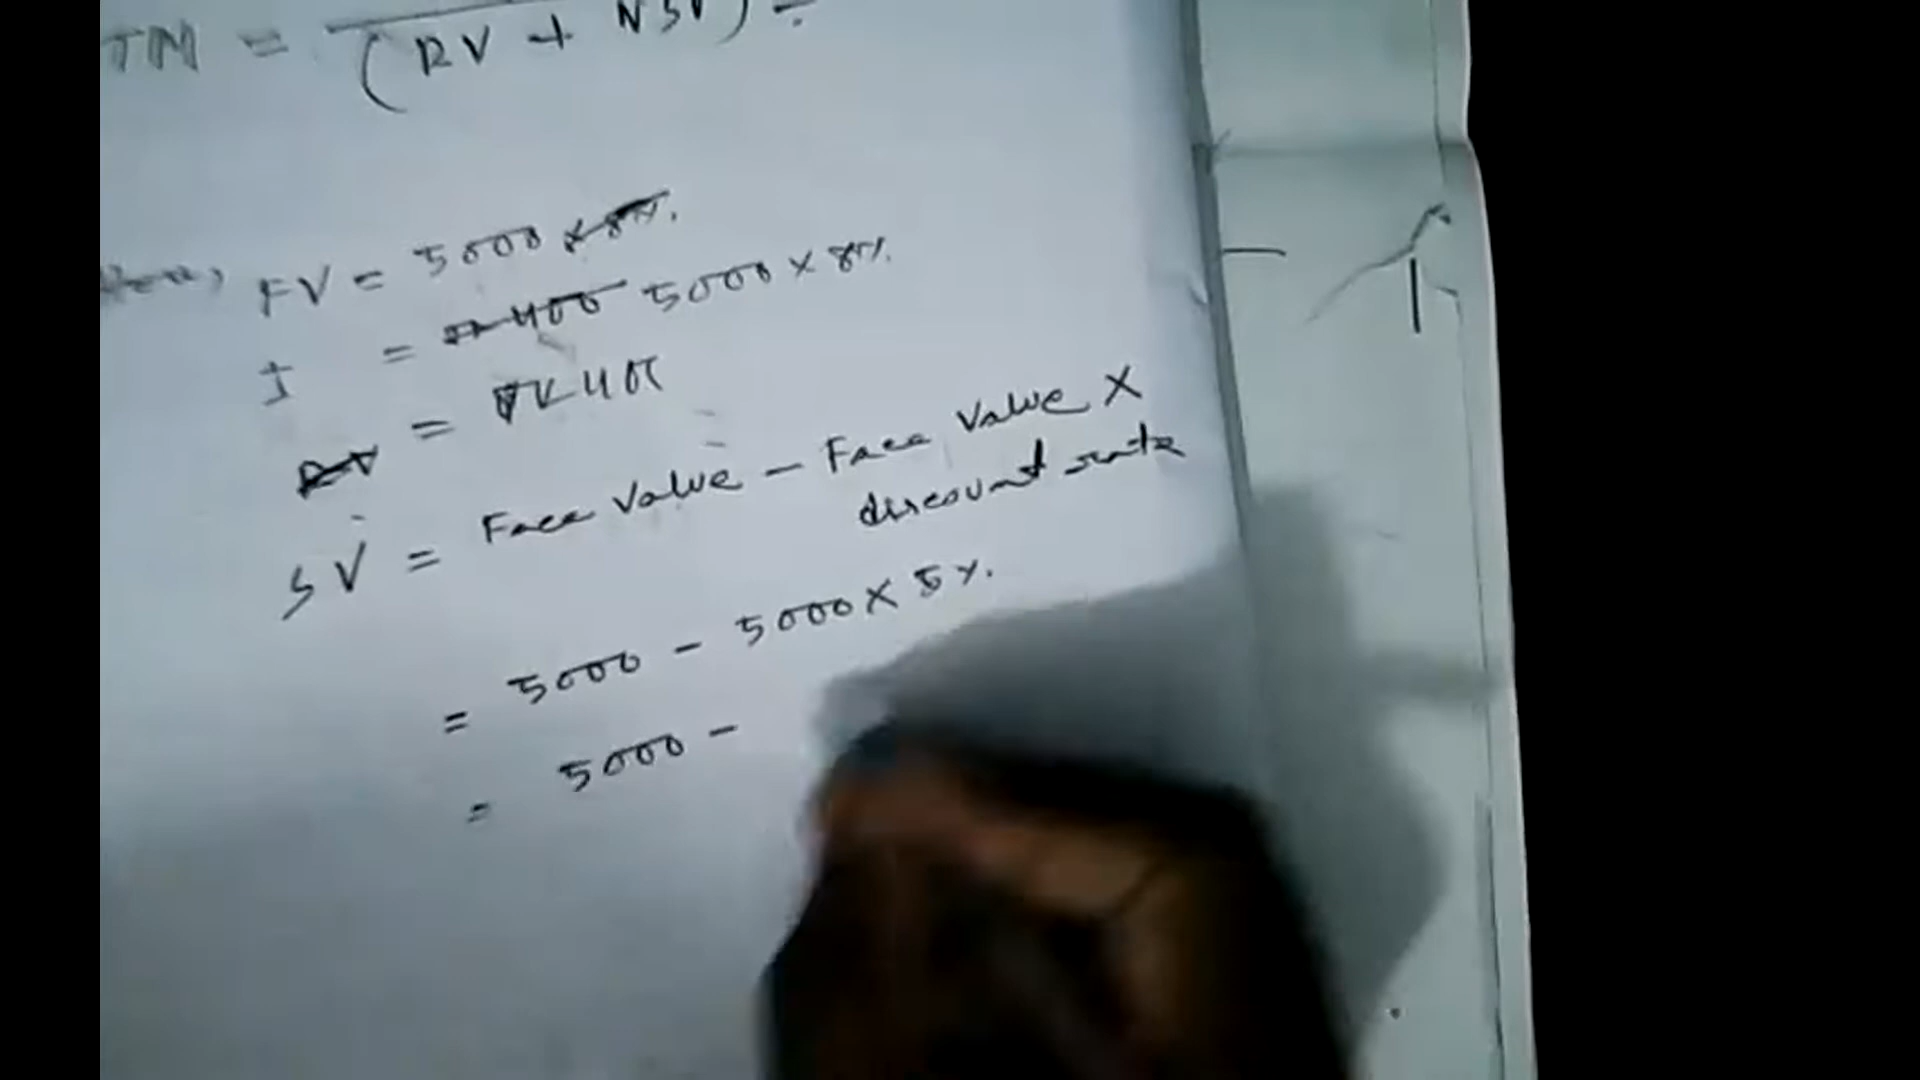 TM = (RV + NSV) ÷
FV = 5000
I = 5000 × 8%
= 400
SV = Face Value - Face Value ×
discount rate
= 5000 - 5000 × 5%.
= 5000 -